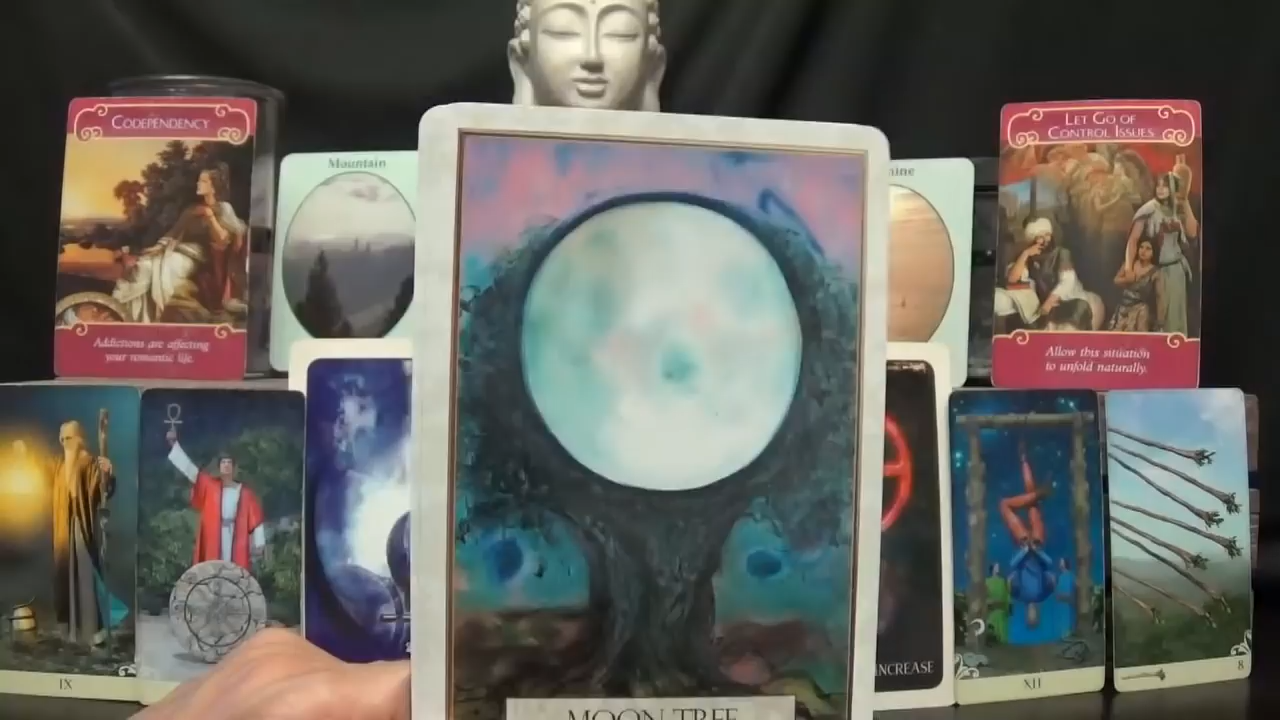 CODEPENDENCY
Addictions are affecting
your romantic life.
Mountain
LET GO OF
CONTROL ISSUES
Allow this situation
to unfold naturally.
IX
INCREASE
XII
8
MOON TREE